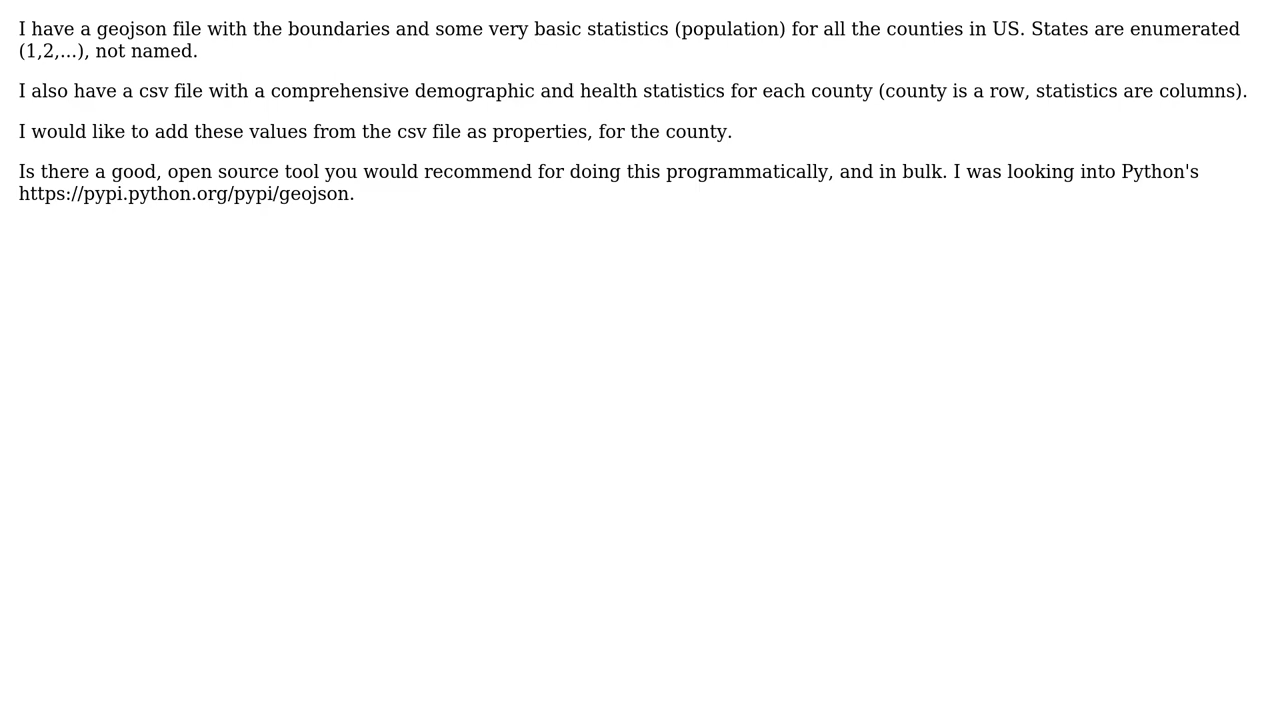 I have a geojson file with the boundaries and some very basic statistics (population) for all the counties in US. States are enumerated
(1,2,...), not named.
I also have a csv file with a comprehensive demographic and health statistics for each county (county is a row, statistics are columns).
I would like to add these values from the csv file as properties, for the county.
Is there a good, open source tool you would recommend for doing this programmatically, and in bulk. I was looking into Python's
https://pypi.python.org/pypi/geojson.